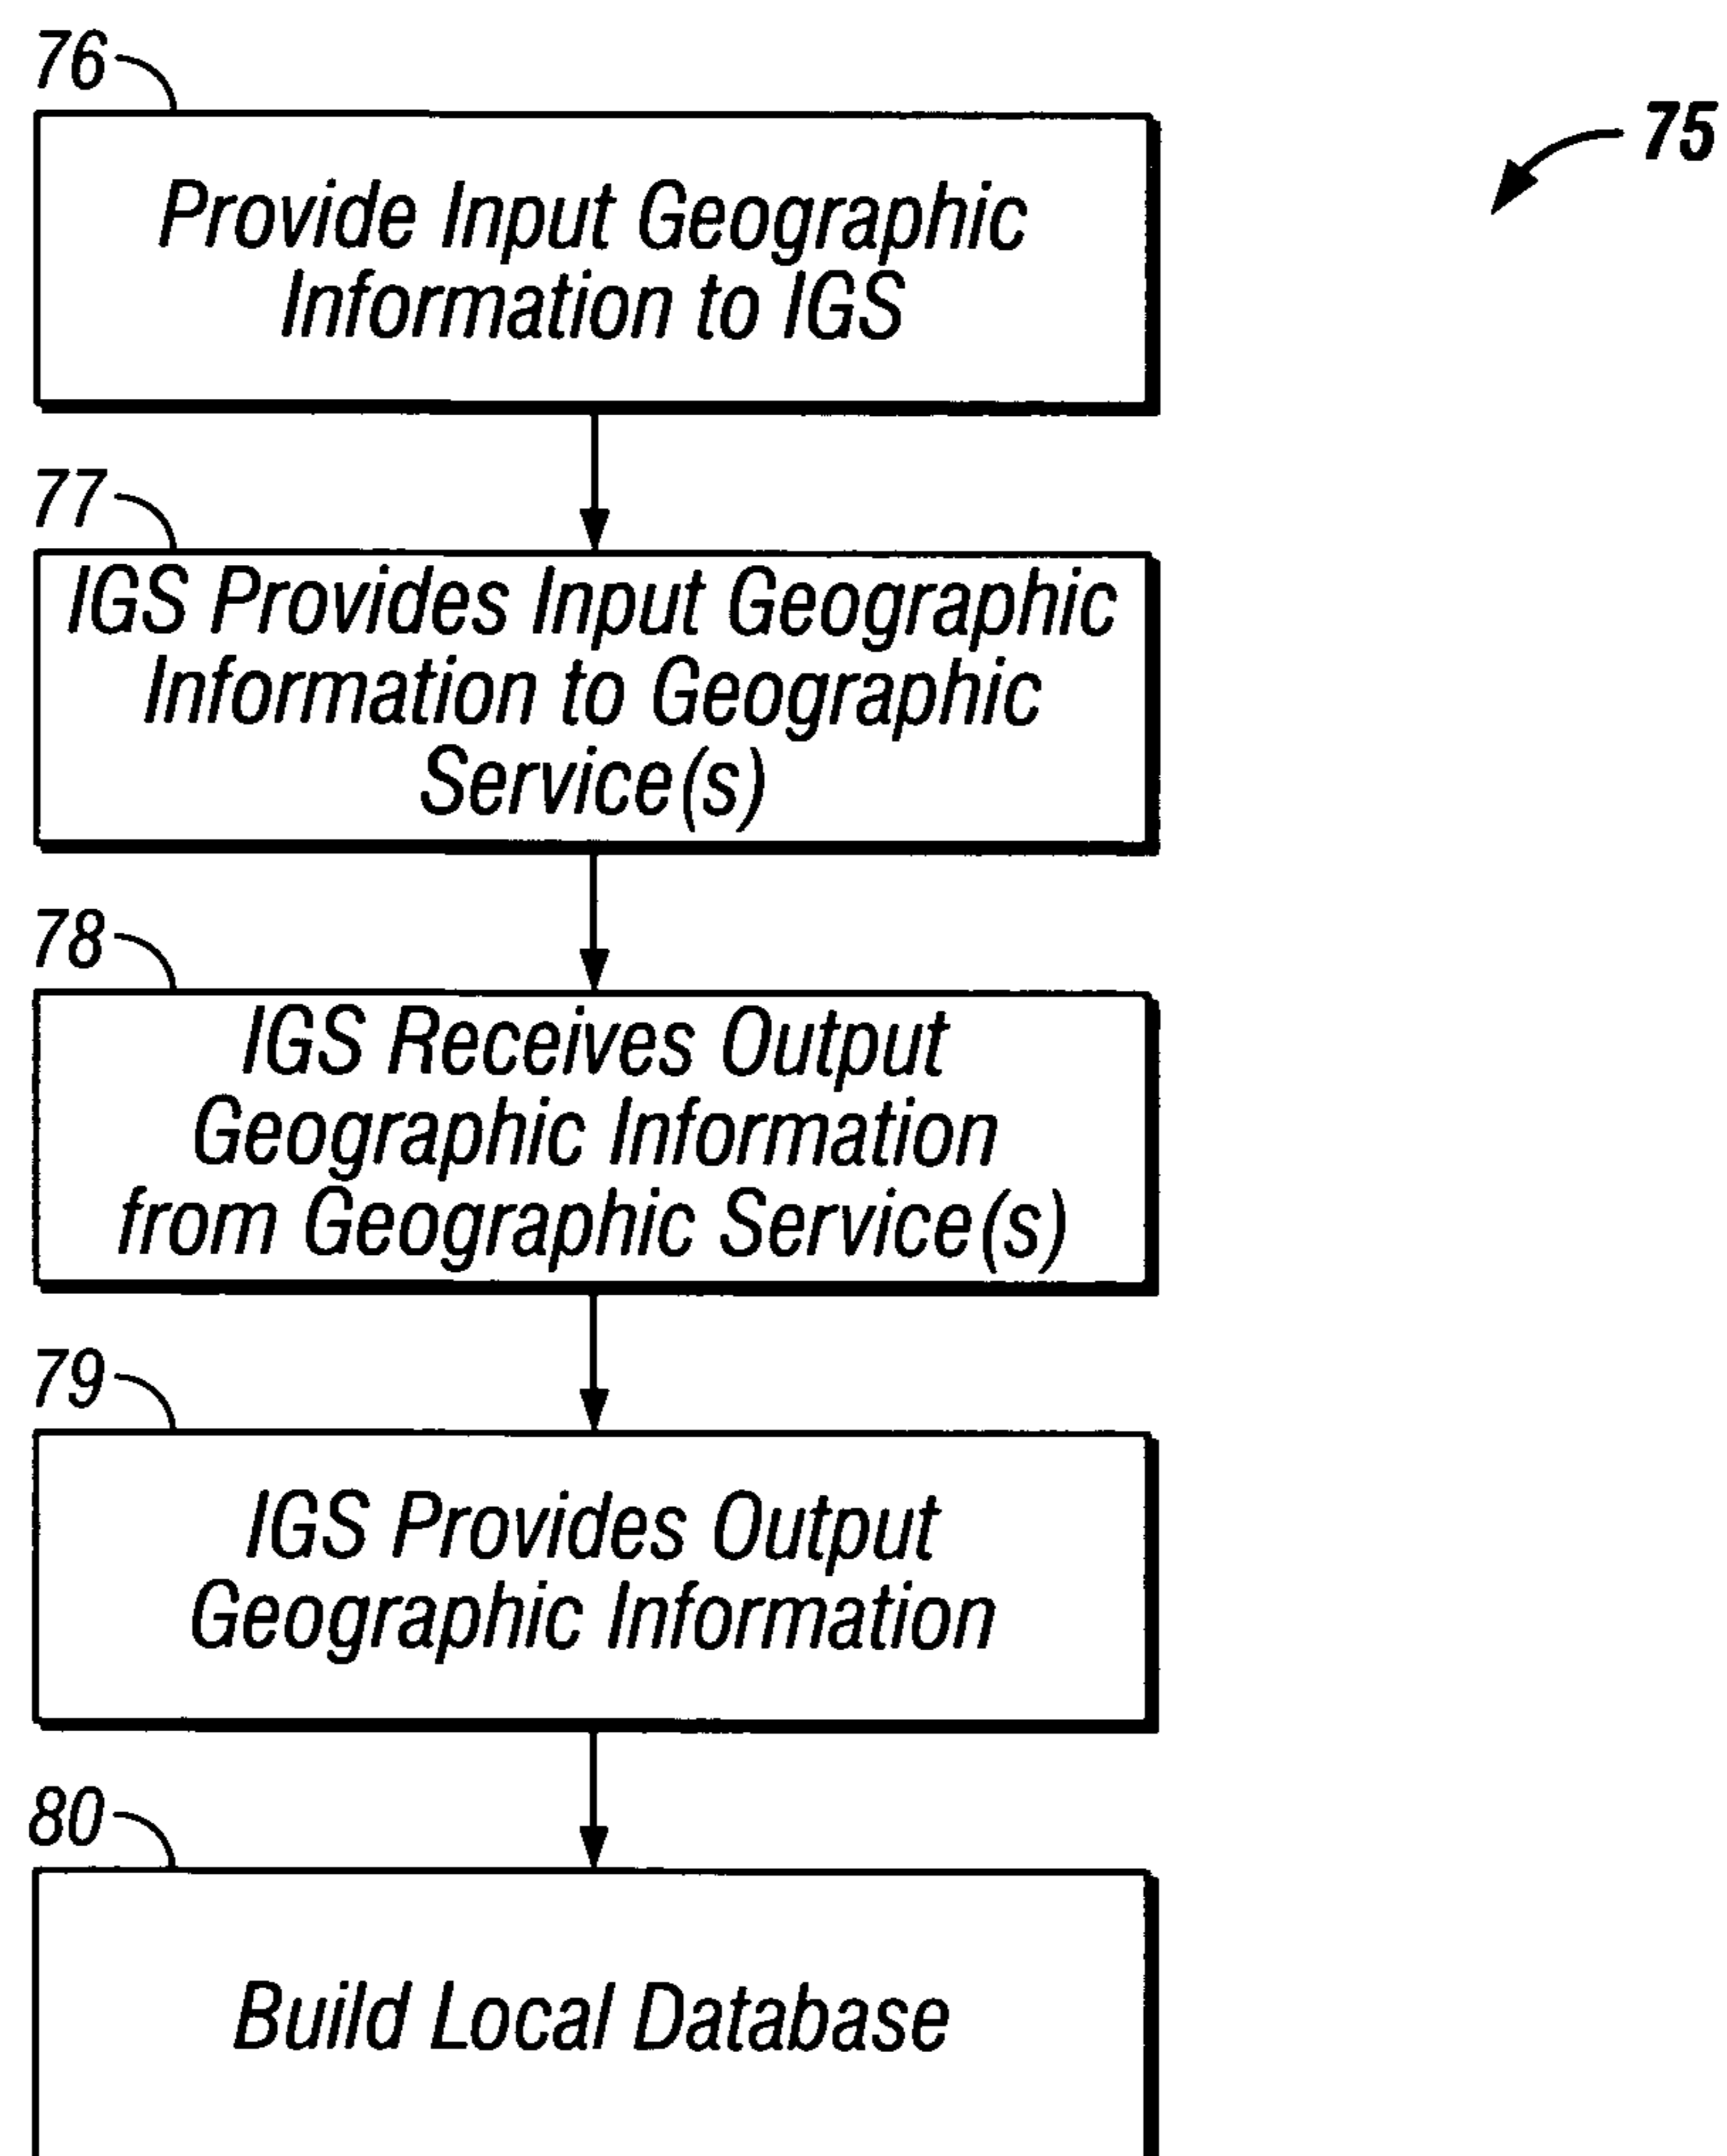 76
75
Provide Input Geographic
Information to IGS
77
IGS Provides Input Geographic
Information to Geographic
Service(s)
78
IGS Receives Output
Geographic Information
from Geographic Service(s)
79
IGS Provides Output
Geographic Information
80
Build Local Database